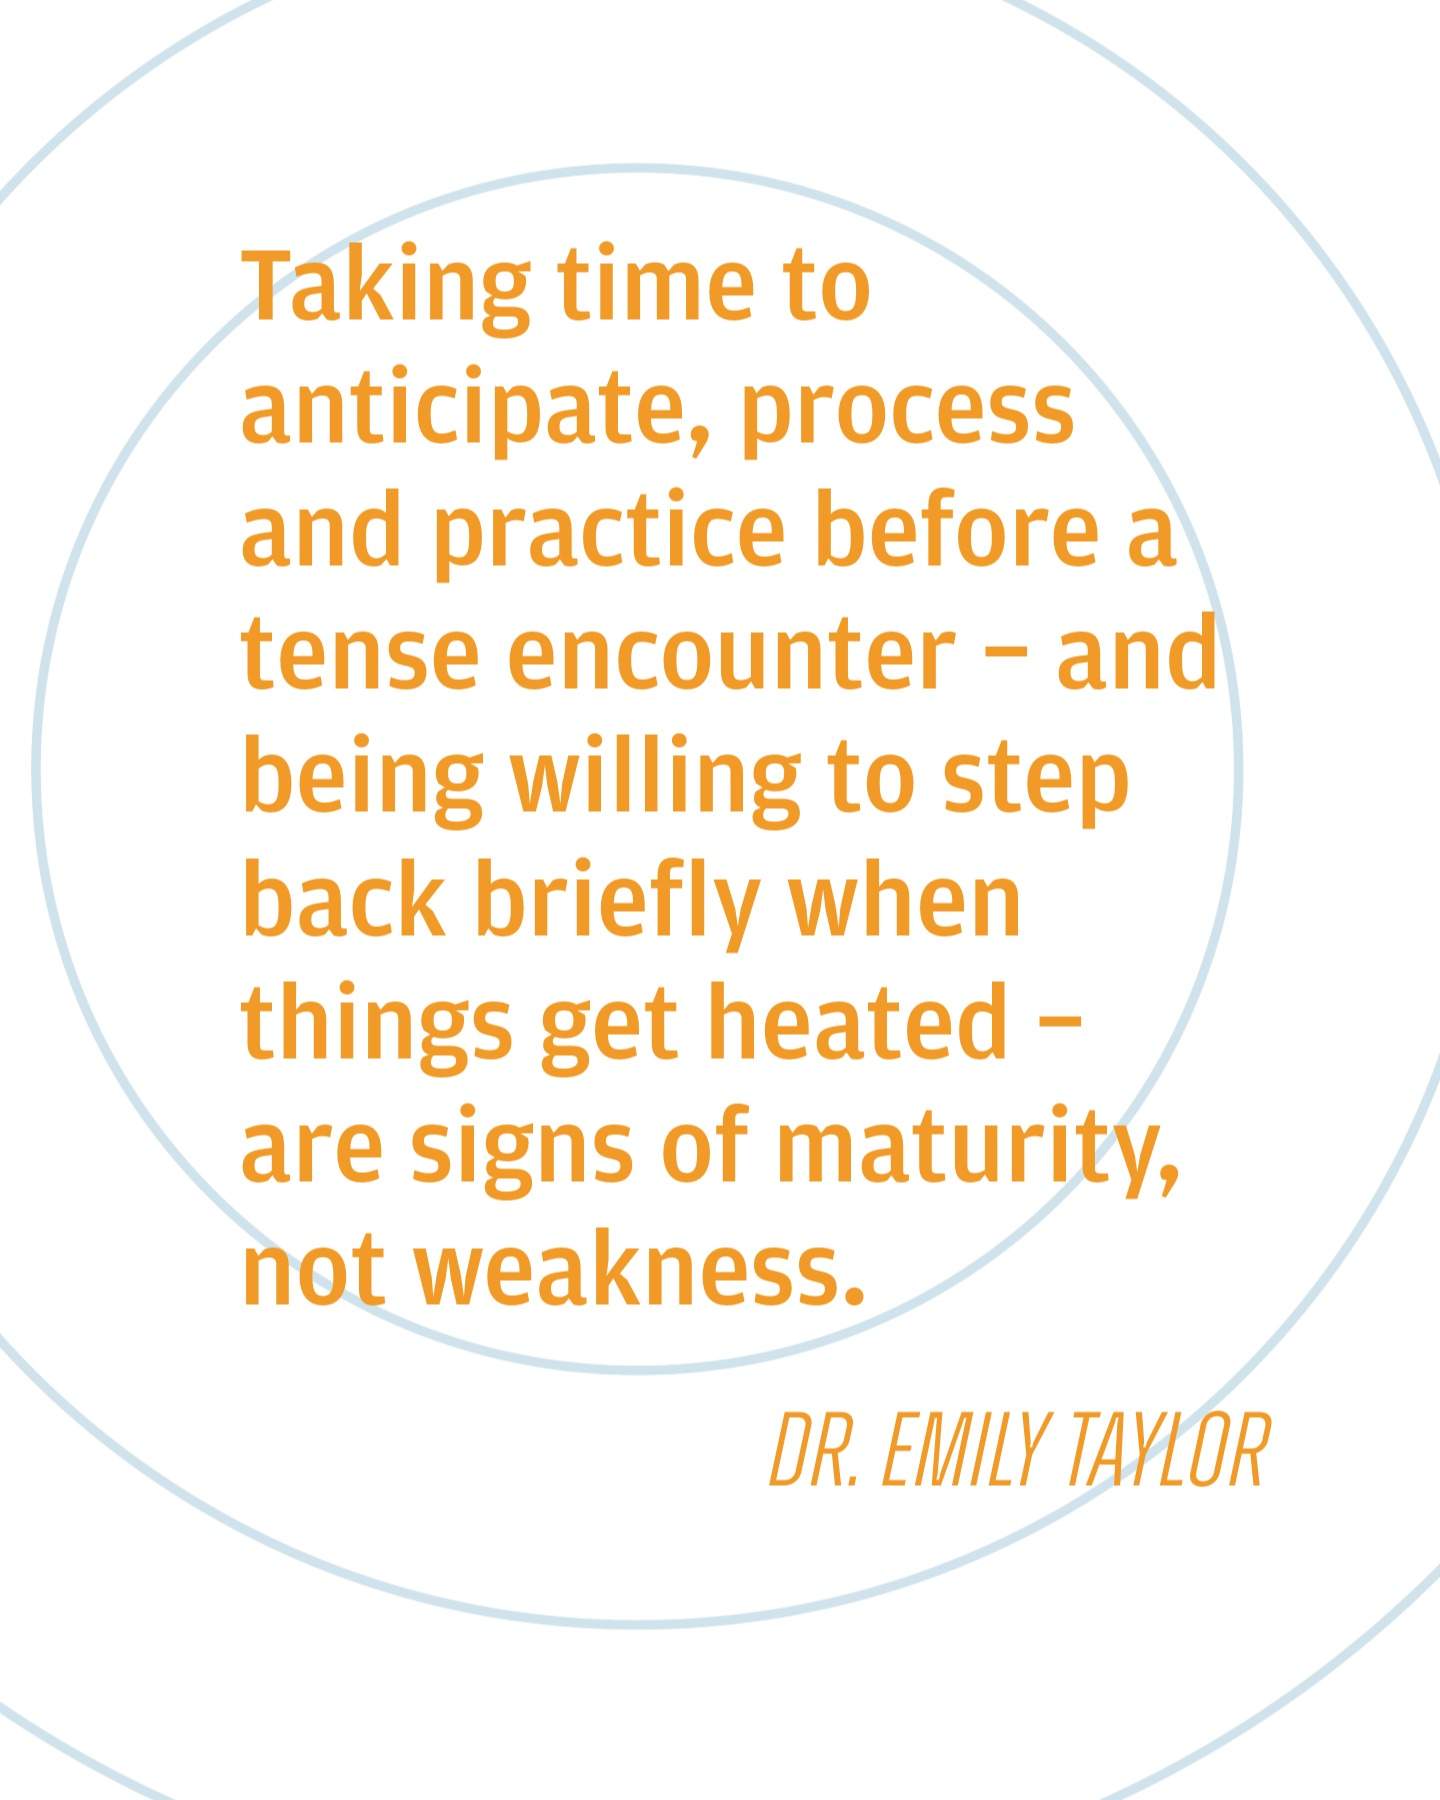 Taking time to
anticipate, process
and practice before a
tense encounter – and
being willing to step
back briefly when
things get heated –
are signs of maturity,
not weakness.
DR. EMILY TAYLOR